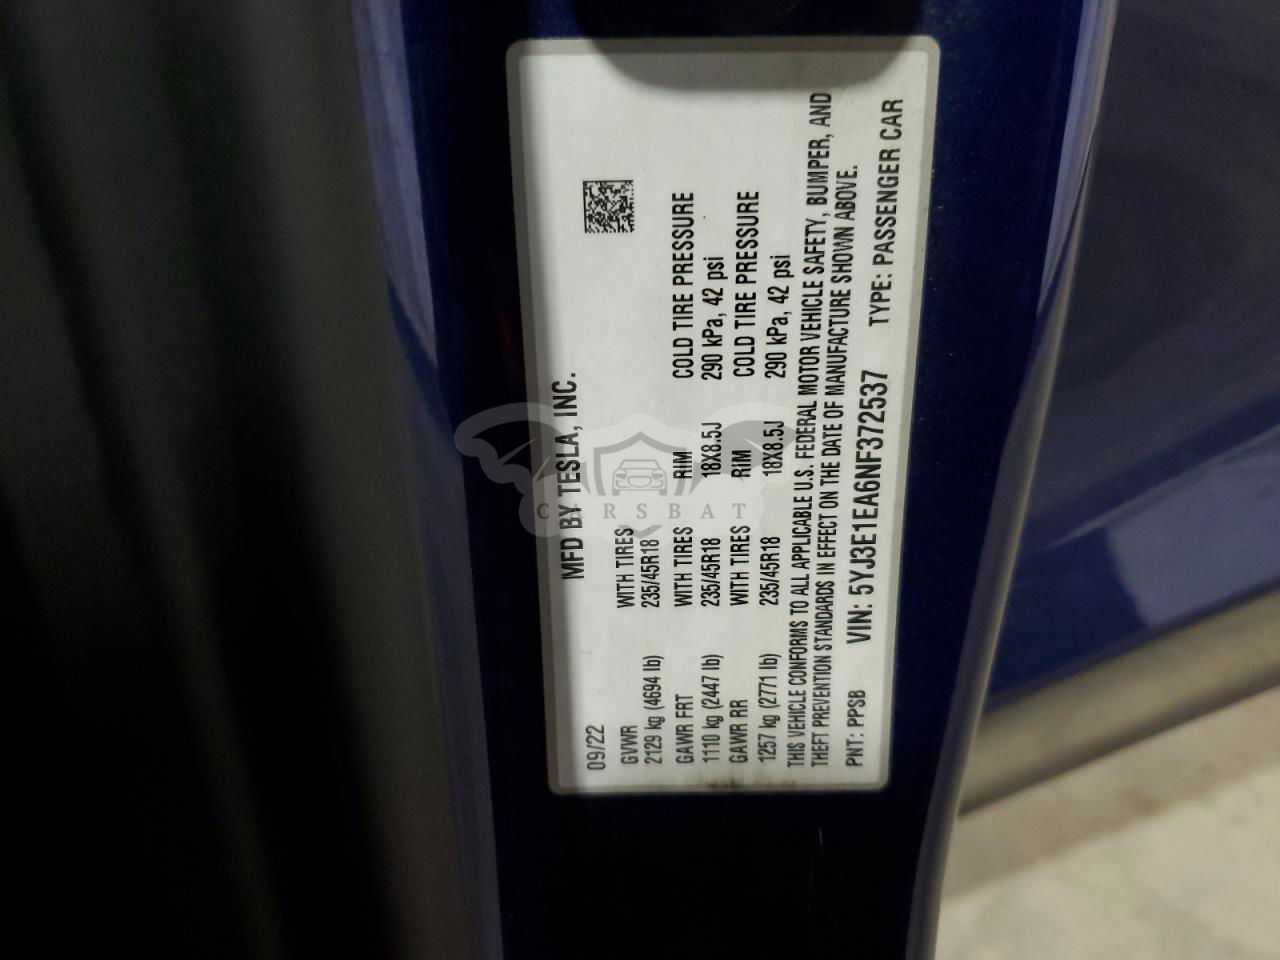 MFD BY TESLA, INC.
09/22
GVWR WITH TIRES
2129 kg (4694 lb) 235/45R18
GAWR FRT WITH TIRES RIM COLD TIRE PRESSURE
1110 kg (2447 lb) 235/45R18 18X8.5J 290 kPa, 42 psi
GAWR RR WITH TIRES RIM COLD TIRE PRESSURE
1257 kg (2771 lb) 235/45R18 18X8.5J 290 kPa, 42 psi
THIS VEHICLE CONFORMS TO ALL APPLICABLE U.S. FEDERAL MOTOR VEHICLE SAFETY, BUMPER, AND
THEFT PREVENTION STANDARDS IN EFFECT ON THE DATE OF MANUFACTURE SHOWN ABOVE.
PNT: PPSB VIN: 5YJ3E1EA6NF372537 TYPE: PASSENGER CAR
CARSBAT